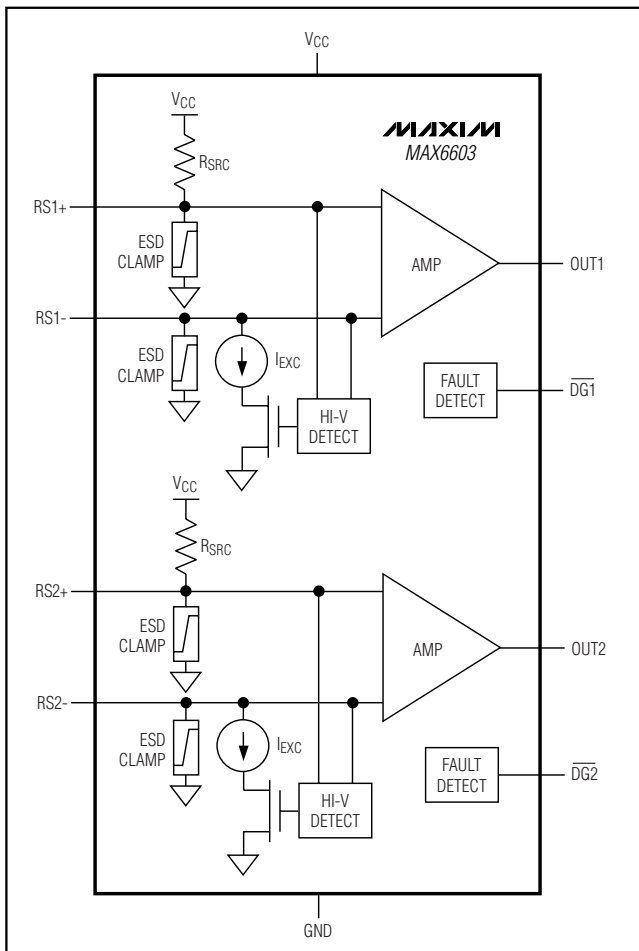 VCC
MAXIM
MAX6603
VCC
RSRC
RS1+
ESD
CLAMP
AMP
OUT1
RS1-
ESD
CLAMP
IEXC
HI-V
DETECT
FAULT
DETECT
DG1
VCC
RSRC
RS2+
ESD
CLAMP
AMP
OUT2
RS2-
ESD
CLAMP
IEXC
HI-V
DETECT
FAULT
DETECT
DG2
GND